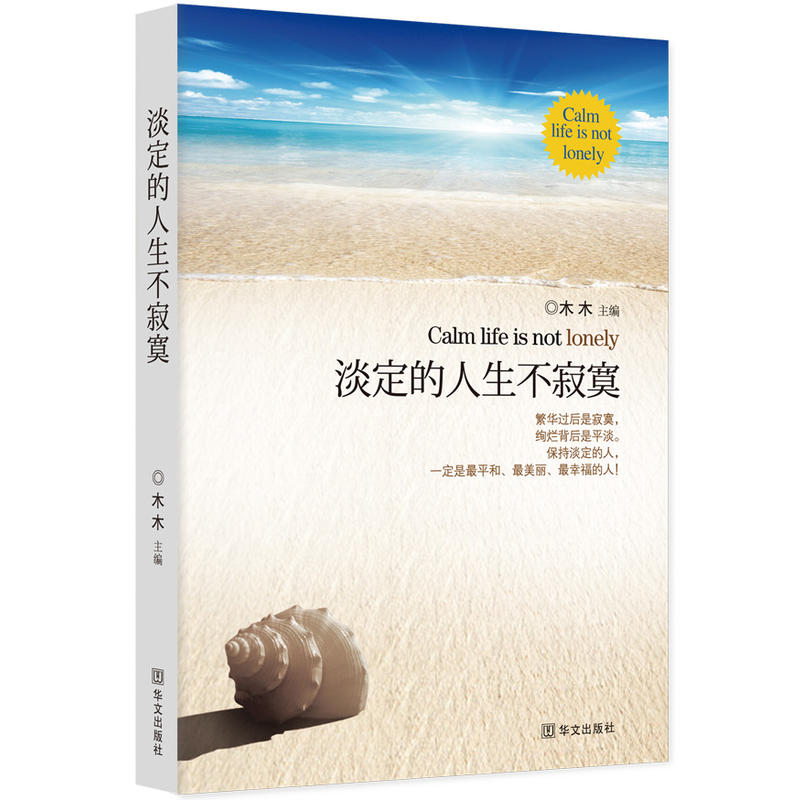 淡定的人生不寂寞
◎木木 主编
华文出版社
Calm
life is not
lonely
◎木木 主编
Calm life is not lonely
淡定的人生不寂寞
繁华过后是寂寞,
绚烂背后是平淡。
保持淡定的人,
一定是最平和、最美丽、最幸福的人!
华文出版社